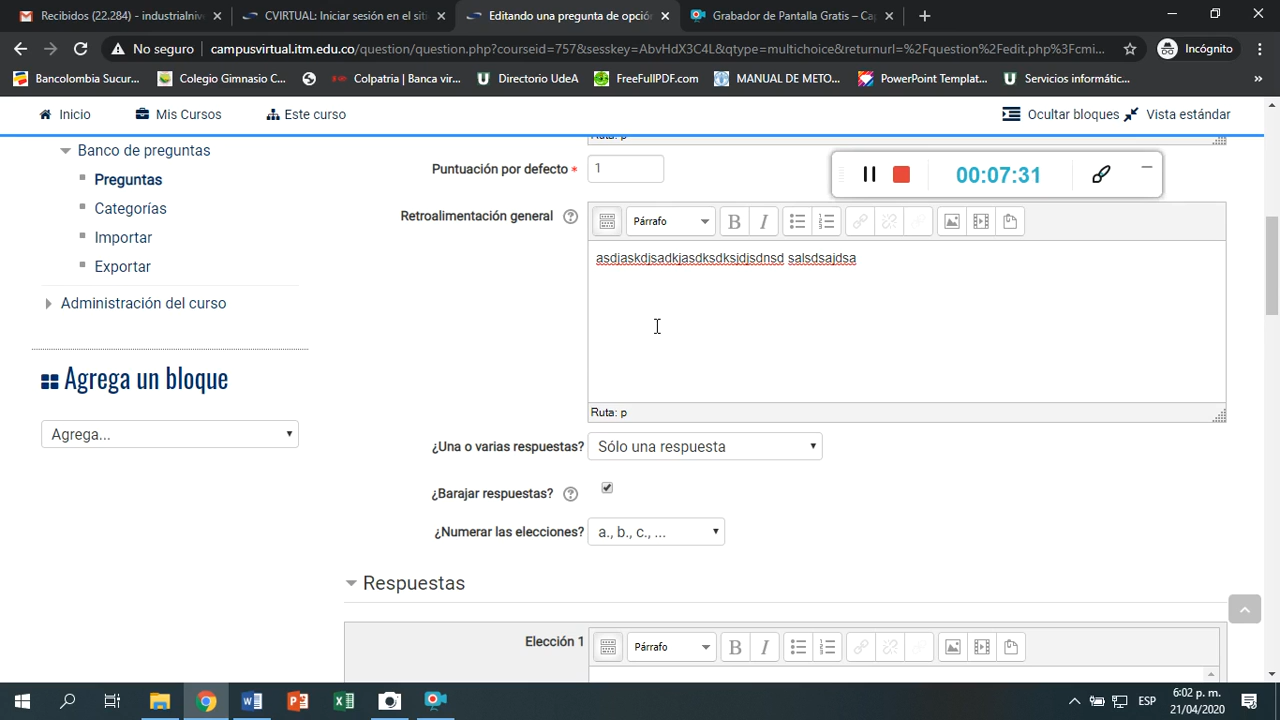 Recibidos (22.284) - industrialniv
CVIRTUAL: Iniciar sesión en el siti
Editando una pregunta de opció
Grabador de Pantalla Gratis – Ca
No seguro
campusvirtual.itm.edu.co/question/question.php?courseid=757&sesskey=AbvHdX3C4L&qtype=multichoice&returnurl=%2Fquestion%2Fedit.php%3Fcmi...
Incógnito
Bancolombia Sucur...
Colegio Gimnasio C...
Colpatria | Banca vir...
Directorio UdeA
FreeFullPDF.com
MANUAL DE METO...
PowerPoint Templat...
Servicios informátic...
»
Inicio
Mis Cursos
Este curso
Ocultar bloques
Vista estándar
Banco de preguntas
Preguntas
Categorías
Importar
Exportar
Administración del curso
Agrega un bloque
Agrega...
Ruta: p
Puntuación por defecto *
1
00:07:31
Retroalimentación general
Párrafo
B I
asdjaskdjsadkjasdksdksjdjsdnsd salsdsajdsa
Ruta: p
¿Una o varias respuestas?
Sólo una respuesta
¿Barajar respuestas?
¿Numerar las elecciones?
a., b., c., ...
Respuestas
Elección 1
Párrafo
B I
ESP
6:02 p. m.
21/04/2020